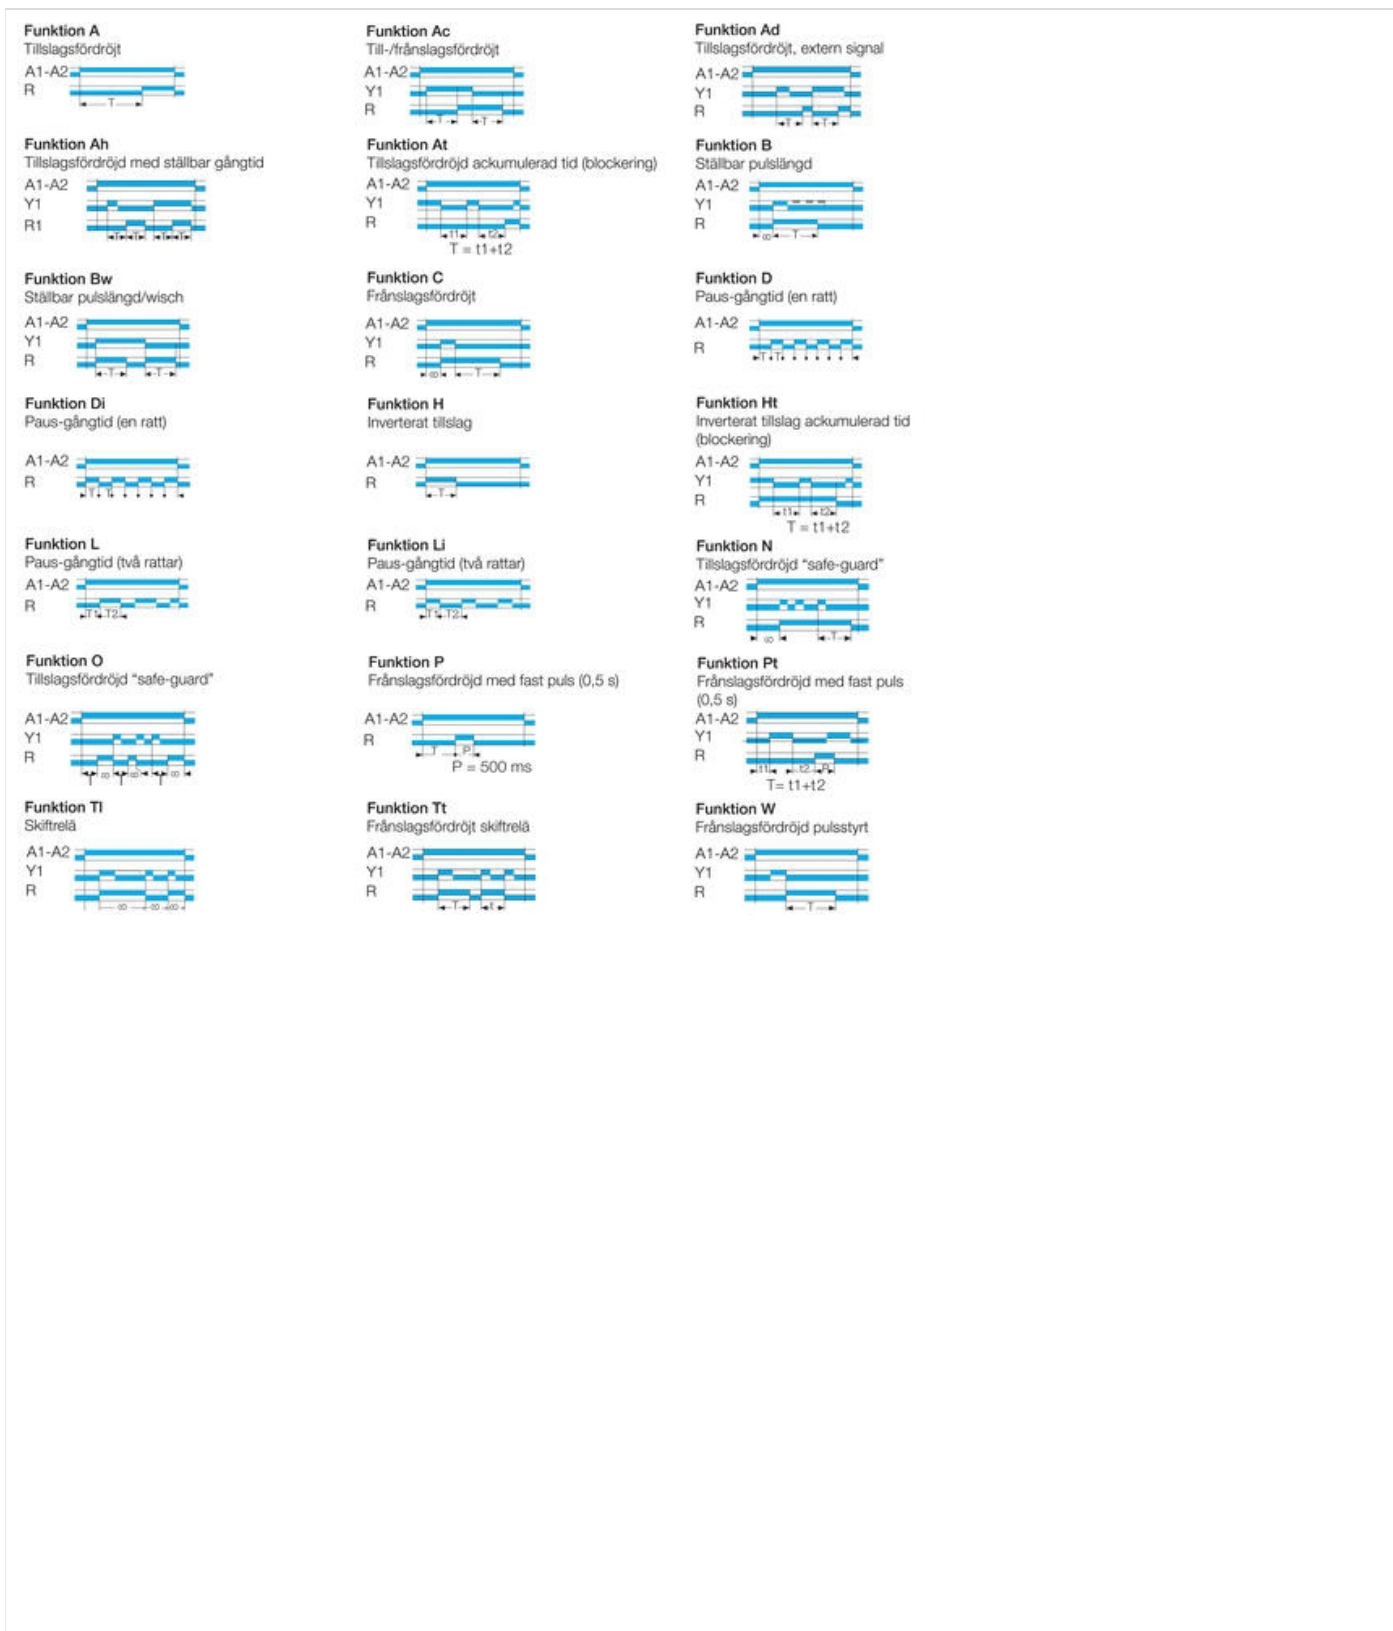 Funktion A
Tillslagsfördröjt
A1-A2
R
T
Funktion Ac
Till-/frånslagsfördröjt
A1-A2
Y1
R
T T
Funktion Ad
Tillslagsfördröjt, extern signal
A1-A2
Y1
R
T T
Funktion Ah
Tillslagsfördröjd med ställbar gångtid
A1-A2
Y1
R1
T T T T
Funktion At
Tillslagsfördröjd ackumulerad tid (blockering)
A1-A2
Y1
R
t1 t2
T = t1+t2
Funktion B
Ställbar pulslängd
A1-A2
Y1
R
∞ T
Funktion Bw
Ställbar pulslängd/wisch
A1-A2
Y1
R
T T
Funktion C
Frånslagsfördröjt
A1-A2
Y1
R
∞ T
Funktion D
Paus-gångtid (en ratt)
A1-A2
R
T T
Funktion Di
Paus-gångtid (en ratt)
A1-A2
R
T T
Funktion H
Inverterat tillslag
A1-A2
R
T
Funktion Ht
Inverterat tillslag ackumulerad tid
(blockering)
A1-A2
Y1
R
t1 t2
T = t1+t2
Funktion L
Paus-gångtid (två rattar)
A1-A2
R
T1 T2
Funktion Li
Paus-gångtid (två rattar)
A1-A2
R
T1 T2
Funktion N
Tillslagsfördröjd “safe-guard”
A1-A2
Y1
R
∞ T
Funktion O
Tillslagsfördröjd “safe-guard”
A1-A2
Y1
R
T ∞ T ∞ T ∞
Funktion P
Frånslagsfördröjd med fast puls (0,5 s)
A1-A2
R
T P
P = 500 ms
Funktion Pt
Frånslagsfördröjd med fast puls
(0,5 s)
A1-A2
Y1
R
t1 t2 P
T= t1+t2
Funktion Tl
Skiftrelä
A1-A2
Y1
R
∞ ∞ ∞
Funktion Tt
Frånslagsfördröjt skiftrelä
A1-A2
Y1
R
T t
Funktion W
Frånslagsfördröjd pulsstyrt
A1-A2
Y1
R
T